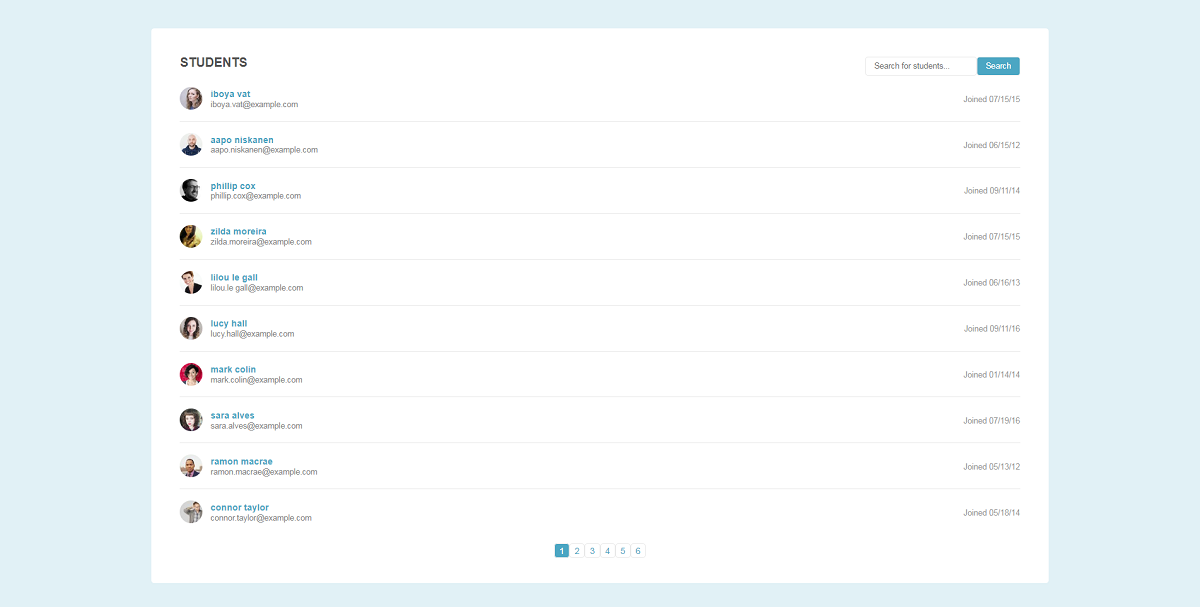 STUDENTS
Search for students...
Search
iboya vat
iboya.vat@example.com
Joined 07/15/15
aapo niskanen
aapo.niskanen@example.com
Joined 06/15/12
phillip cox
phillip.cox@example.com
Joined 09/11/14
zilda moreira
zilda.moreira@example.com
Joined 07/15/15
lilou le gall
lilou.le gall@example.com
Joined 06/16/13
lucy hall
lucy.hall@example.com
Joined 09/11/16
mark colin
mark.colin@example.com
Joined 01/14/14
sara alves
sara.alves@example.com
Joined 07/19/16
ramon macrae
ramon.macrae@example.com
Joined 05/13/12
connor taylor
connor.taylor@example.com
Joined 05/18/14
1 2 3 4 5 6